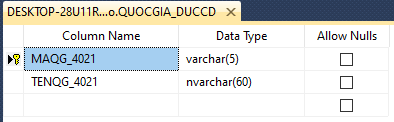 DESKTOP-28U11R...o.QUOCGIA_DUCCD
Column Name Data Type Allow Nulls
MAQG_4021 varchar(5)
TENQG_4021 nvarchar(60)